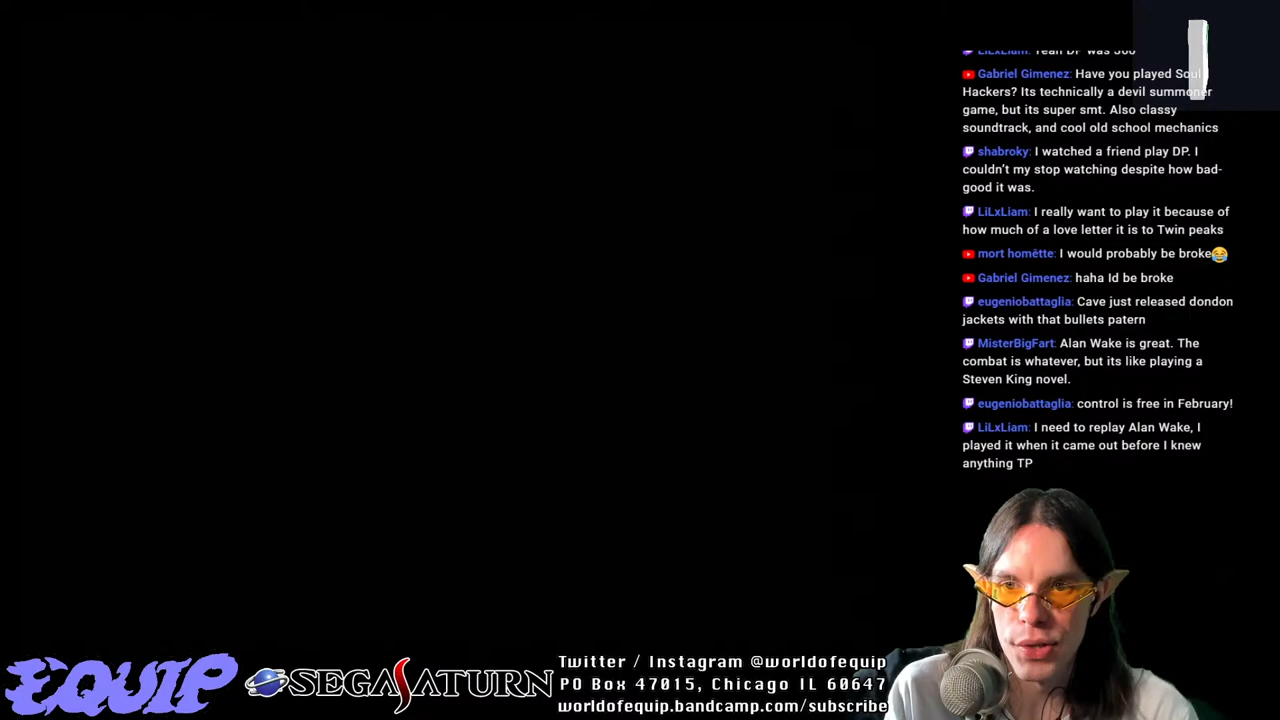 LiLxLiam: Yeah DP was 360
Gabriel Gimenez: Have you played Soul
Hackers? Its technically a devil summoner
game, but its super smt. Also classy
soundtrack, and cool old school mechanics
shabroky: I watched a friend play DP. I
couldn't my stop watching despite how bad-
good it was.
LiLxLiam: I really want to play it because of
how much of a love letter it is to Twin peaks
mort homêtte: I would probably be broke😂
Gabriel Gimenez: haha Id be broke
eugeniobattaglia: Cave just released dondon
jackets with that bullets patern
MisterBigFart: Alan Wake is great. The
combat is whatever, but its like playing a
Steven King novel.
eugeniobattaglia: control is free in February!
LiLxLiam: I need to replay Alan Wake, I
played it when it came out before I knew
anything TP
EQUIP
SEGA SATURN
Twitter / Instagram @worldofequip
PO Box 47015, Chicago IL 60647
worldofequip.bandcamp.com/subscribe